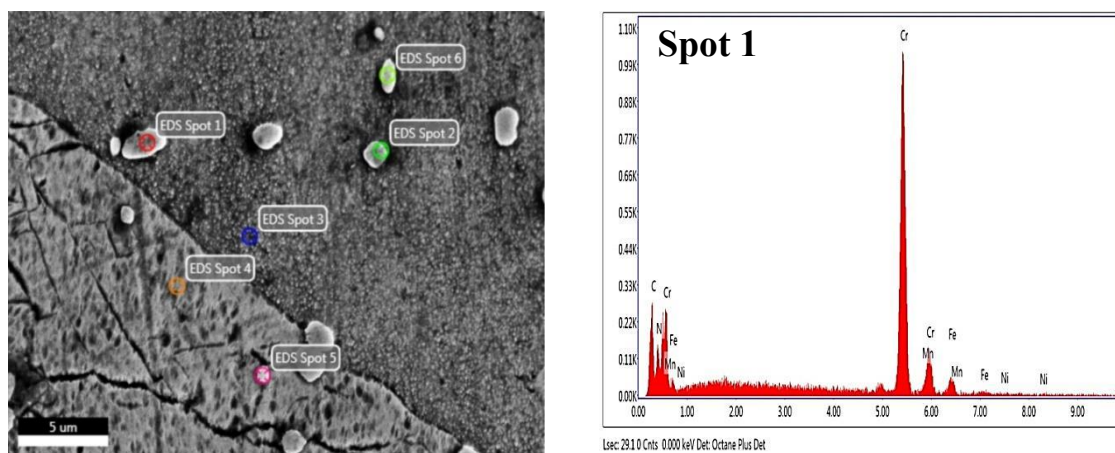 EDS Spot 6
EDS Spot 1
EDS Spot 2
EDS Spot 3
EDS Spot 4
EDS Spot 5
5 um
Spot 1
1.10K
0.99K
0.88K
0.77K
0.66K
0.55K
0.44K
0.33K
0.22K
0.11K
0.00K
Cr
C
Cr
N
Fe
Mn
Ni
Cr
Mn
Fe
Mn
Fe
Ni
Ni
0.00 1.00 2.00 3.00 4.00 5.00 6.00 7.00 8.00 9.00
Lsec: 29.1 0 Cnts 0.000 keV Det: Octane Plus Det